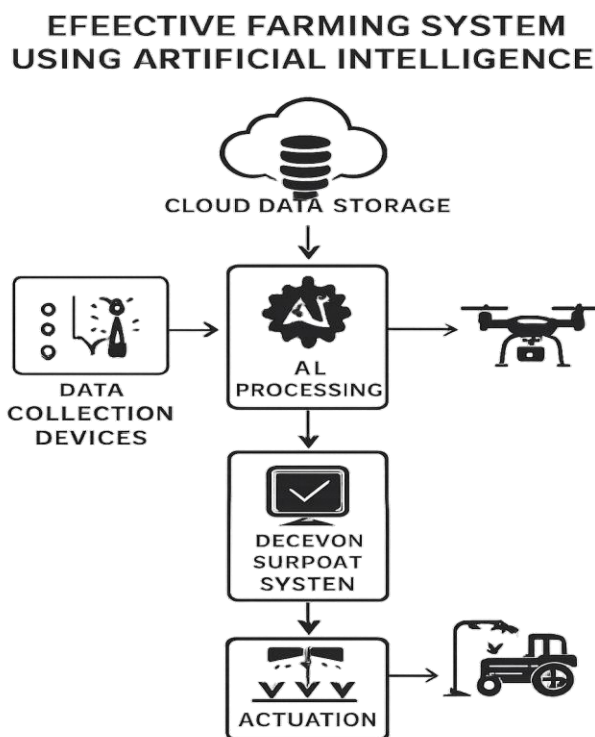 EFEECTIVE FARMING SYSTEM
USING ARTIFICIAL INTELLIGENCE
CLOUD DATA STORAGE
DATA
COLLECTION
DEVICES
AL
PROCESSING
DECEVON
SURPOAT
SYSTEN
ACTUATION